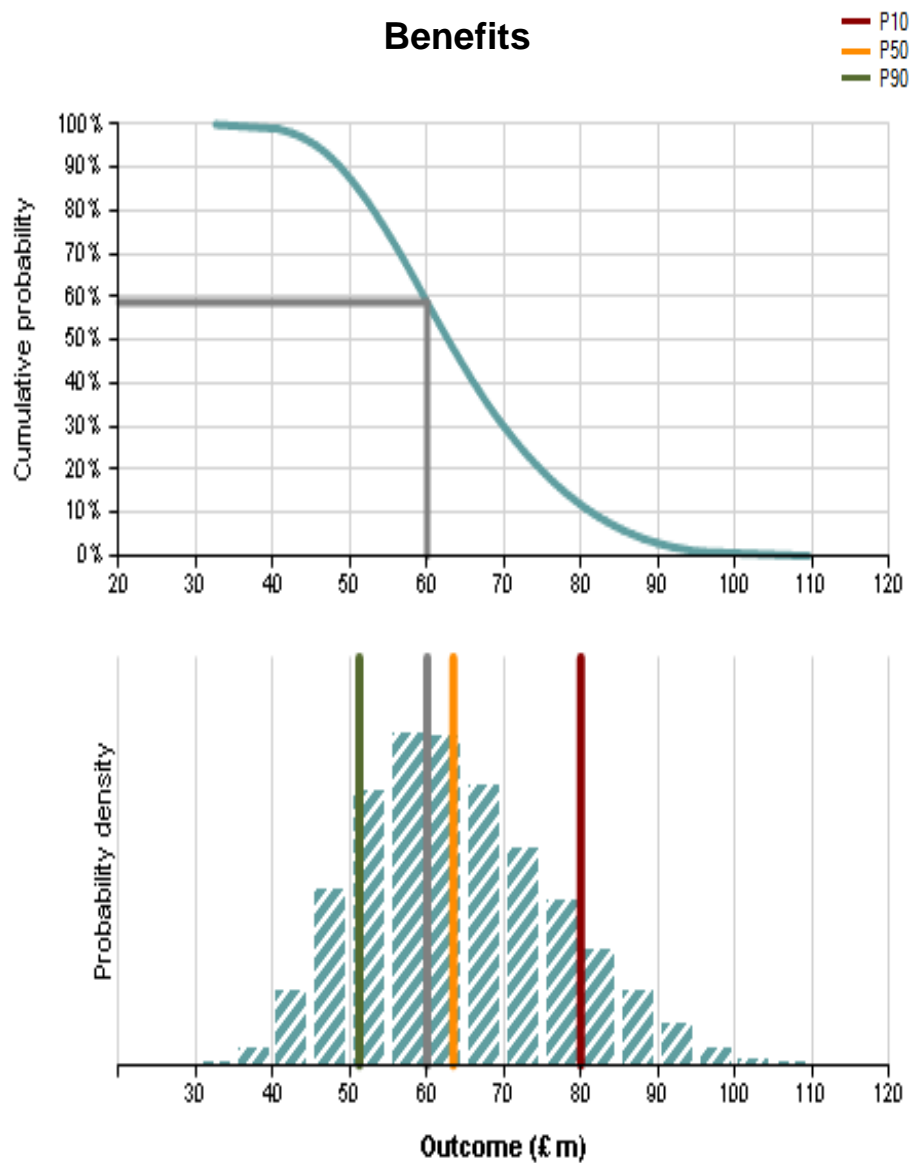 Benefits
P10
P50
P90
Cumulative probability
100%
90%
80%
70%
60%
50%
40%
30%
20%
10%
0%
20 30 40 50 60 70 80 90 100 110 120
Probability density
30 40 50 60 70 80 90 100 110 120
Outcome (£ m)